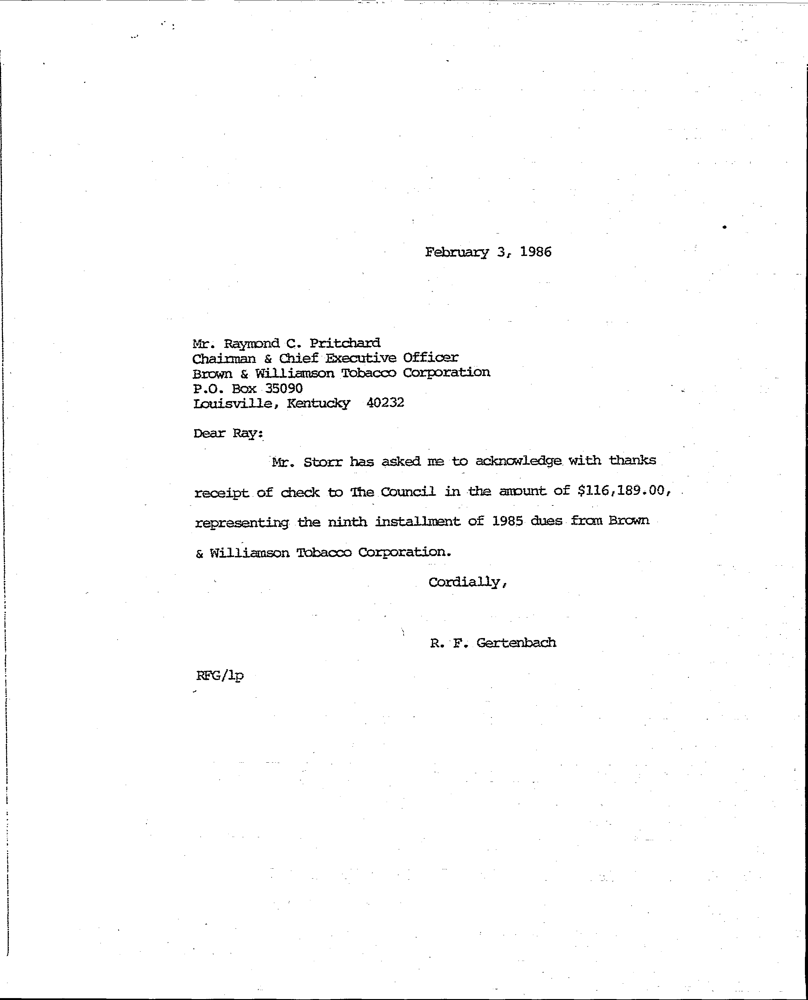 February 3, 1986
Mr. Raymond C. Pritchard
Chairman & Chief Executive Officer
Brown & Williamson Tobacco Corporation
P.O. Box 35090
Louisville, Kentucky 40232
Dear Ray:
Mr. Storr has asked me to acknowledge with thanks
receipt of check to The Council in the amount of $116,189.00,
representing the ninth installment of 1985 dues from Brown
& Williamson Tobacco Corporation.
Cordially,
R. F. Gertenbach
RFG/lp